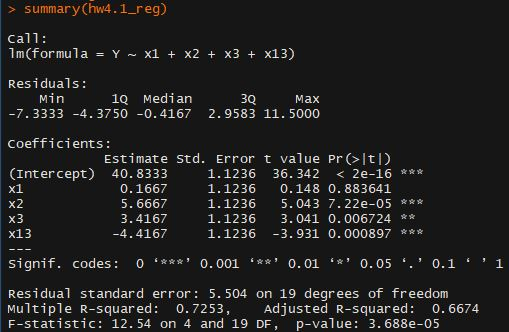 > summary(hw4.1_reg)
Call:
lm(formula = Y ~ x1 + x2 + x3 + x13)
Residuals:
    Min      1Q  Median      3Q     Max
-7.3333 -4.3750 -0.4167  2.9583 11.5000
Coefficients:
            Estimate Std. Error t value Pr(>|t|)
(Intercept)  40.8333     1.1236  36.342  < 2e-16 ***
x1            0.1667     1.1236   0.148 0.883641
x2            5.6667     1.1236   5.043 7.22e-05 ***
x3            3.4167     1.1236   3.041 0.006724 **
x13          -4.4167     1.1236  -3.931 0.000897 ***
---
Signif. codes:  0 ‘***’ 0.001 ‘**’ 0.01 ‘*’ 0.05 ‘.’ 0.1 ‘ ’ 1
Residual standard error: 5.504 on 19 degrees of freedom
Multiple R-squared:  0.7253,	Adjusted R-squared:  0.6674
F-statistic: 12.54 on 4 and 19 DF,  p-value: 3.688e-05